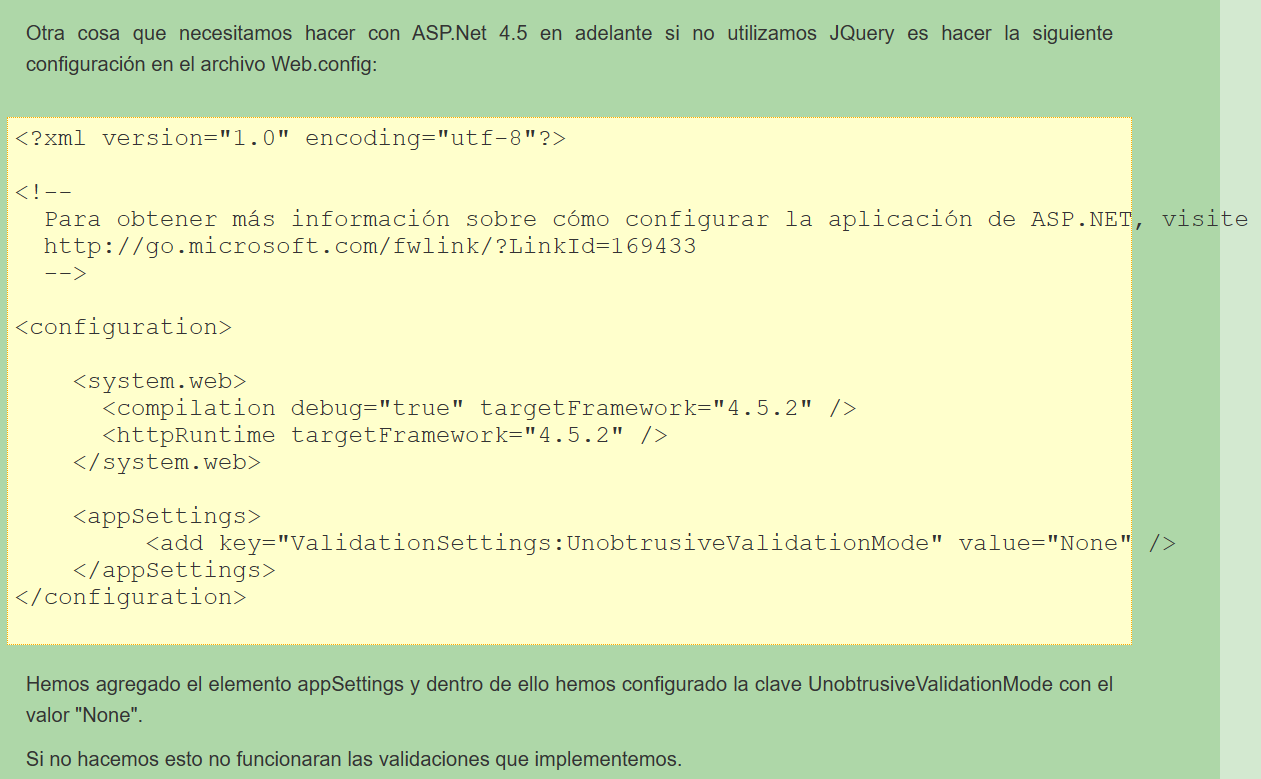 Otra cosa que necesitamos hacer con ASP.Net 4.5 en adelante si no utilizamos JQuery es hacer la siguiente
configuración en el archivo Web.config:
<?xml version="1.0" encoding="utf-8"?>
<!--
  Para obtener más información sobre cómo configurar la aplicación de ASP.NET, visite
  http://go.microsoft.com/fwlink/?LinkId=169433
  -->
<configuration>
    <system.web>
      <compilation debug="true" targetFramework="4.5.2" />
      <httpRuntime targetFramework="4.5.2" />
    </system.web>
    <appSettings>
         <add key="ValidationSettings:UnobtrusiveValidationMode" value="None" />
    </appSettings>
</configuration>
Hemos agregado el elemento appSettings y dentro de ello hemos configurado la clave UnobtrusiveValidationMode con el
valor "None".
Si no hacemos esto no funcionaran las validaciones que implementemos.